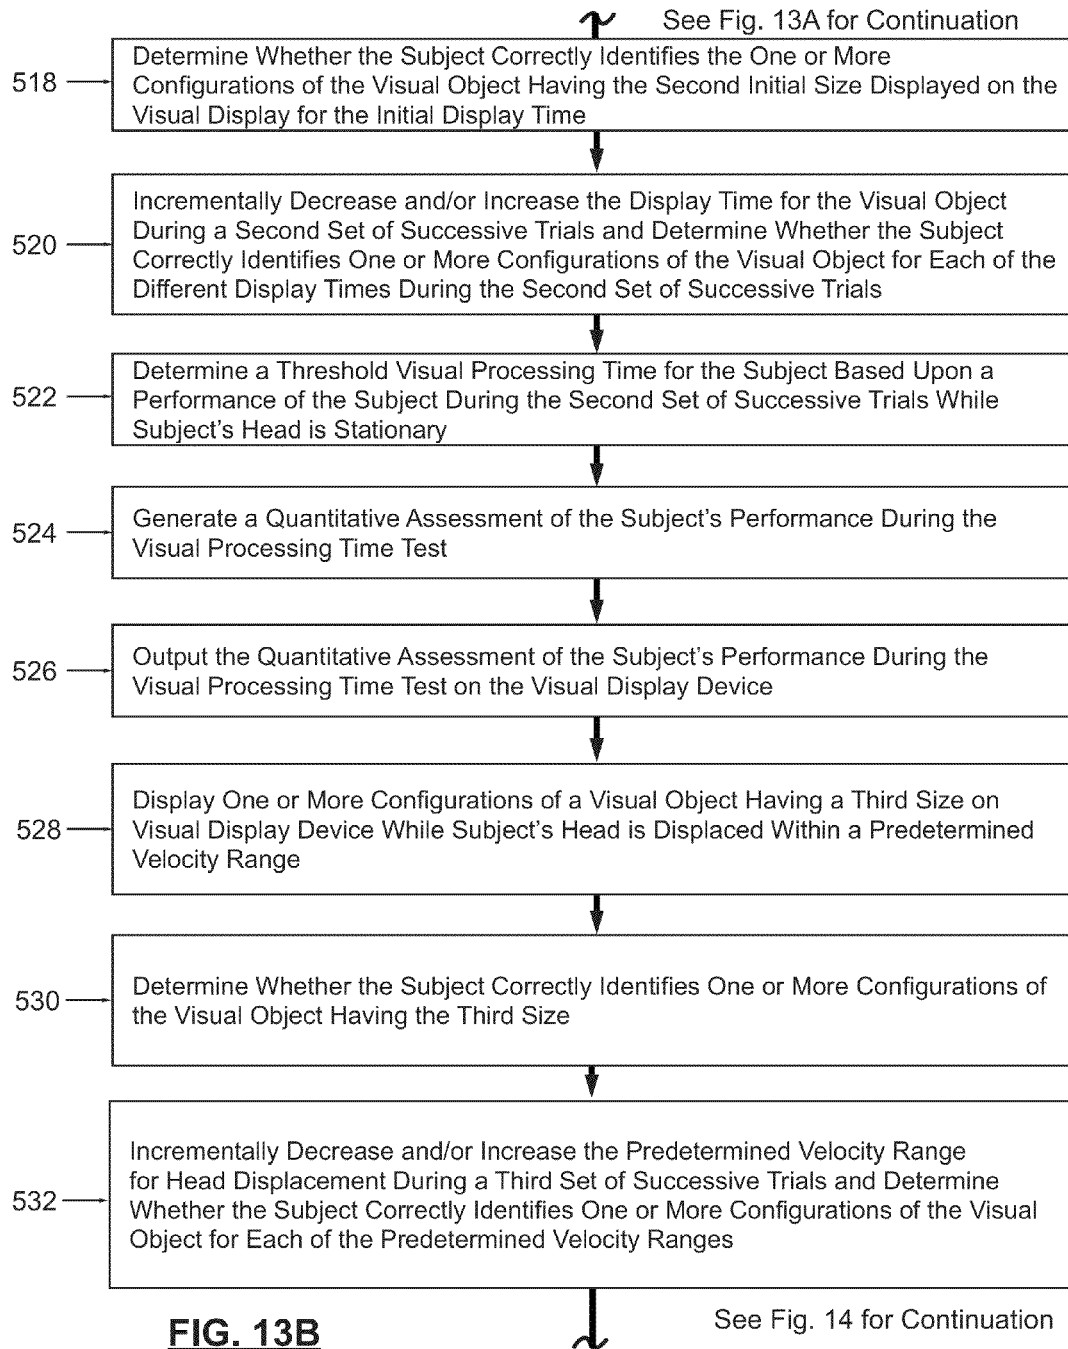 See Fig. 13A for Continuation
518
Determine Whether the Subject Correctly Identifies the One or More
Configurations of the Visual Object Having the Second Initial Size Displayed on the
Visual Display for the Initial Display Time
520
Incrementally Decrease and/or Increase the Display Time for the Visual Object
During a Second Set of Successive Trials and Determine Whether the Subject
Correctly Identifies One or More Configurations of the Visual Object for Each of the
Different Display Times During the Second Set of Successive Trials
522
Determine a Threshold Visual Processing Time for the Subject Based Upon a
Performance of the Subject During the Second Set of Successive Trials While
Subject's Head is Stationary
524
Generate a Quantitative Assessment of the Subject's Performance During the
Visual Processing Time Test
526
Output the Quantitative Assessment of the Subject's Performance During the
Visual Processing Time Test on the Visual Display Device
528
Display One or More Configurations of a Visual Object Having a Third Size on
Visual Display Device While Subject's Head is Displaced Within a Predetermined
Velocity Range
530
Determine Whether the Subject Correctly Identifies One or More Configurations of
the Visual Object Having the Third Size
532
Incrementally Decrease and/or Increase the Predetermined Velocity Range
for Head Displacement During a Third Set of Successive Trials and Determine
Whether the Subject Correctly Identifies One or More Configurations of the Visual
Object for Each of the Predetermined Velocity Ranges
See Fig. 14 for Continuation
FIG. 13B